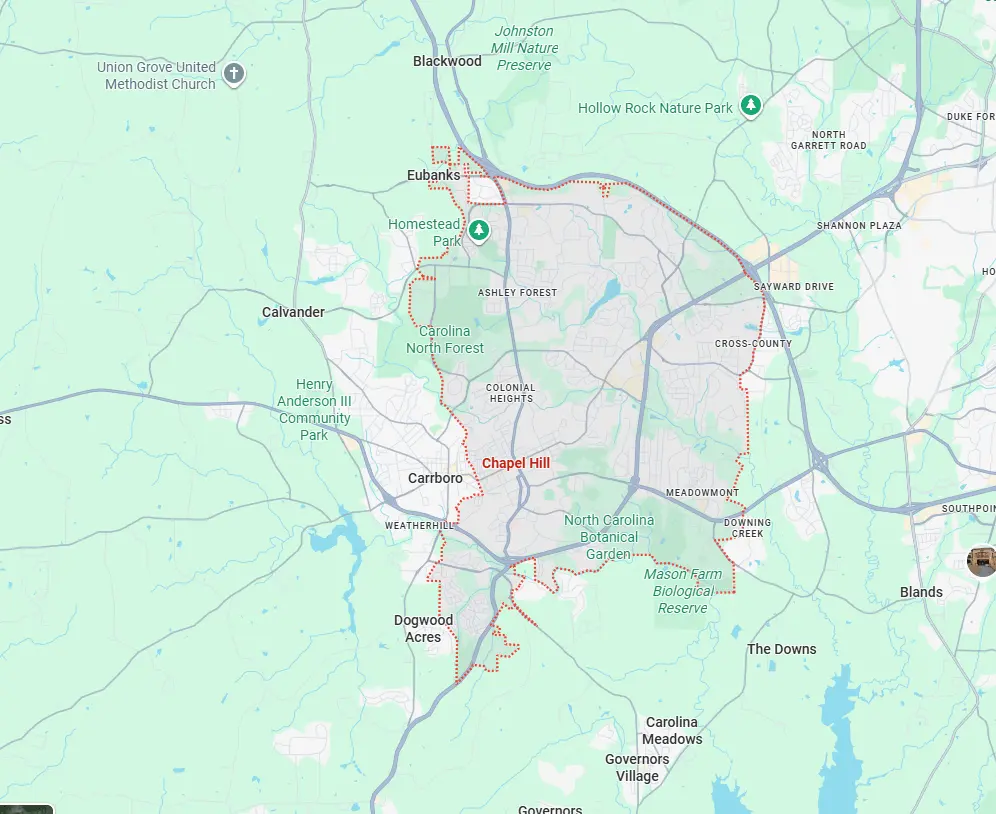 Johnston
Mill Nature
Preserve
Blackwood
Union Grove United
Methodist Church
Hollow Rock Nature Park
DUKE FOR
NORTH
GARRETT ROAD
Eubanks
Homestead
Park
SHANNON PLAZA
HO
SAYWARD DRIVE
ASHLEY FOREST
Calvander
Carolina
North Forest
CROSS-COUNTY
Henry
Anderson III
Community
Park
COLONIAL
HEIGHTS
ss
Chapel Hill
Carrboro
MEADOWMONT
SOUTHPOIN
WEATHERHILL
North Carolina
Botanical
Garden
DOWNING
CREEK
Mason Farm
Biological
Reserve
Blands
Dogwood
Acres
The Downs
Carolina
Meadows
Governors
Village
Governors